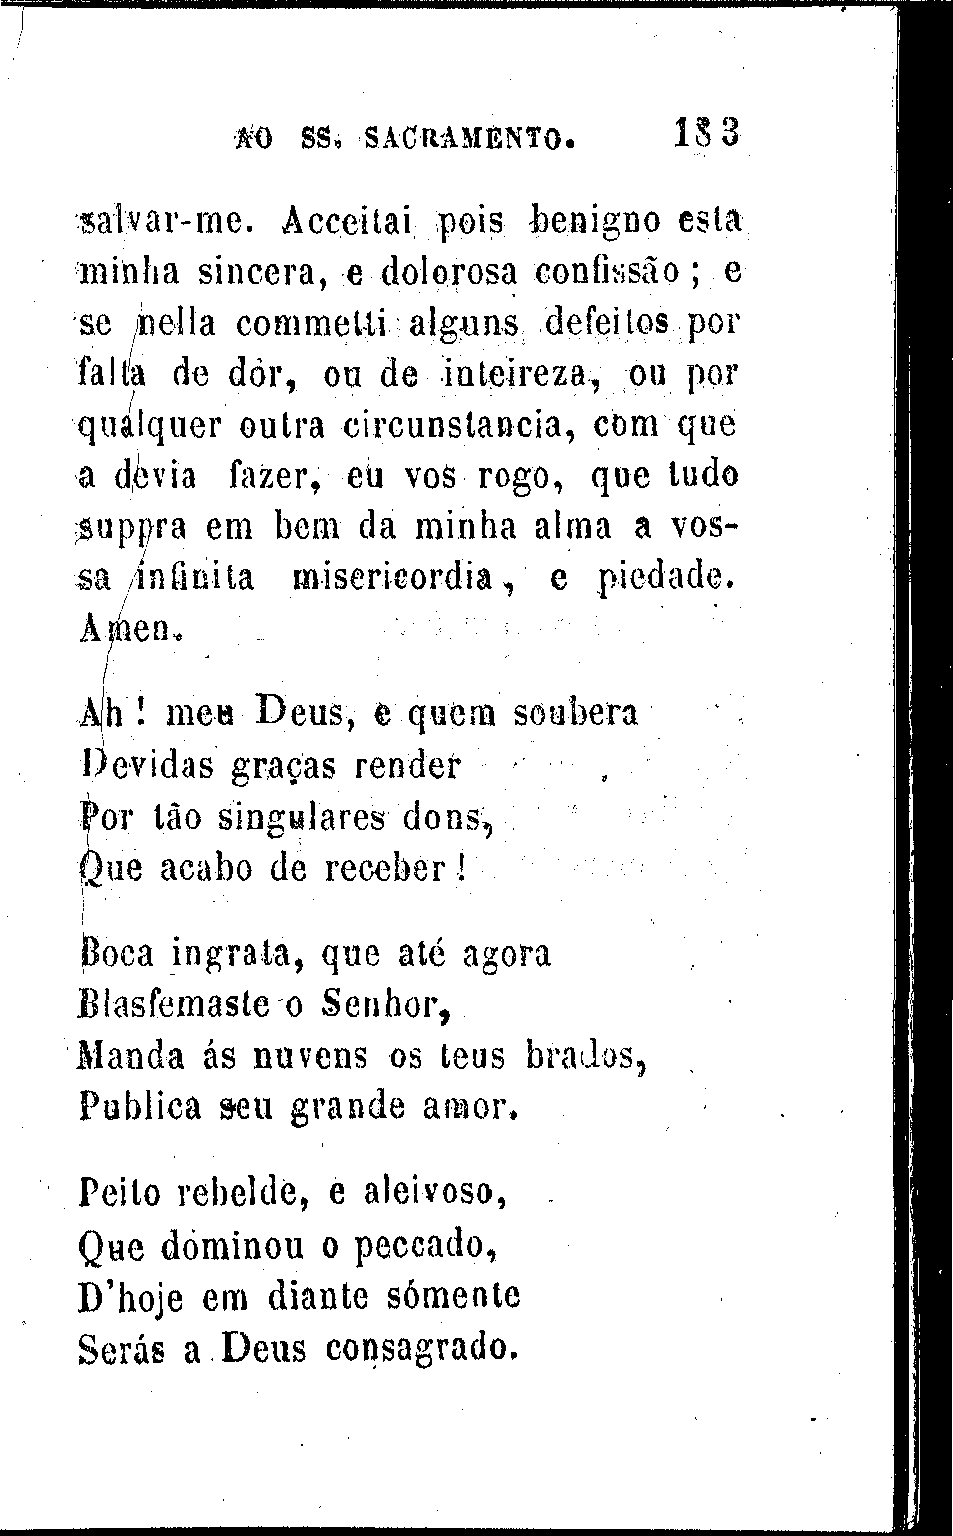 AO SS. SACRAMENTO. 183
salvar-me. Acceitai pois benigno esta
minha sincera, e dolorosa confissão ; e
se nella commetti alguns defeitos por
falta de dôr, ou de inteireza, ou por
qualquer outra circunstancia, com que
a devia fazer, eu vos rogo, que tudo
suppra em bem da minha alma a vos-
sa infinita misericordia, e piedade.
Amen.
Ah ! meu Deus, e quem soubera
Devidas graças render
Por tão singulares dons,
Que acabo de receber !
Boca ingrata, que até agora
Blasfemaste o Senhor,
Manda ás nuvens os teus brados,
Publica seu grande amor.
Peito rebelde, e aleivoso,
Que dominou o peccado,
D'hoje em diante sómente
Serás a Deus consagrado.